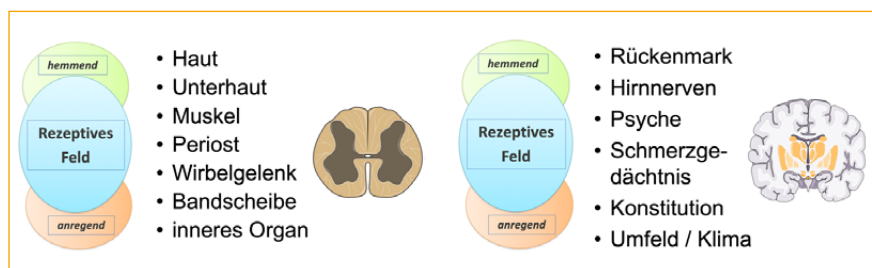 hemmend
Rezeptives
Feld
anregend
• Haut
• Unterhaut
• Muskel
• Periost
• Wirbelgelenk
• Bandscheibe
• inneres Organ
hemmend
Rezeptives
Feld
anregend
• Rückenmark
• Hirnnerven
• Psyche
• Schmerzge-
dächtnis
• Konstitution
• Umfeld / Klima